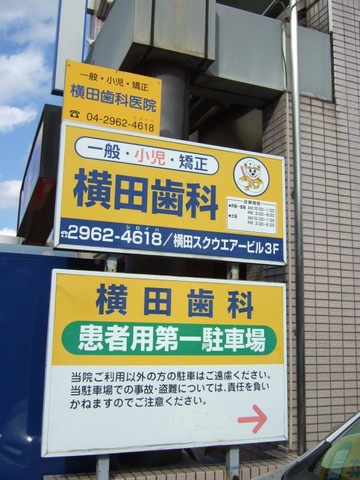 一般・小児・矯正
横田歯科医院
☎ 04-2962-4618
一般・小児・矯正
横田歯科
シロイハ
☎2962-4618/横田スクウエアービル3F
横田歯科
患者用第一駐車場
当院ご利用以外の方の駐車はご遠慮ください。
当駐車場での事故・盗難については、責任を負い
かねますのでご注意ください。